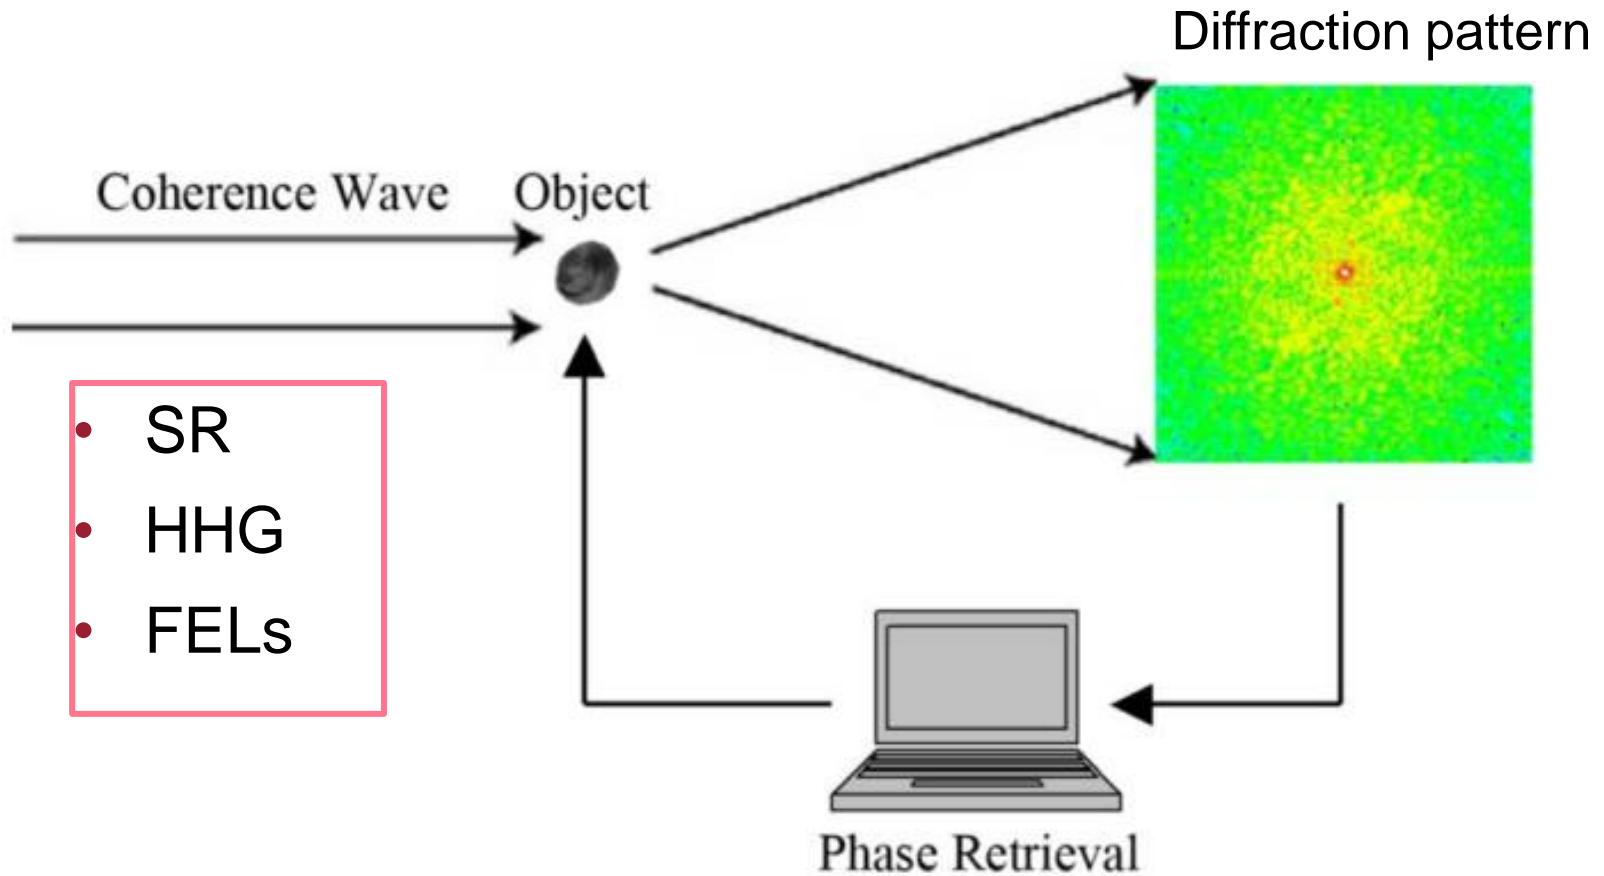 Diffraction pattern
Coherence Wave
Object
• SR
• HHG
• FELs
Phase Retrieval